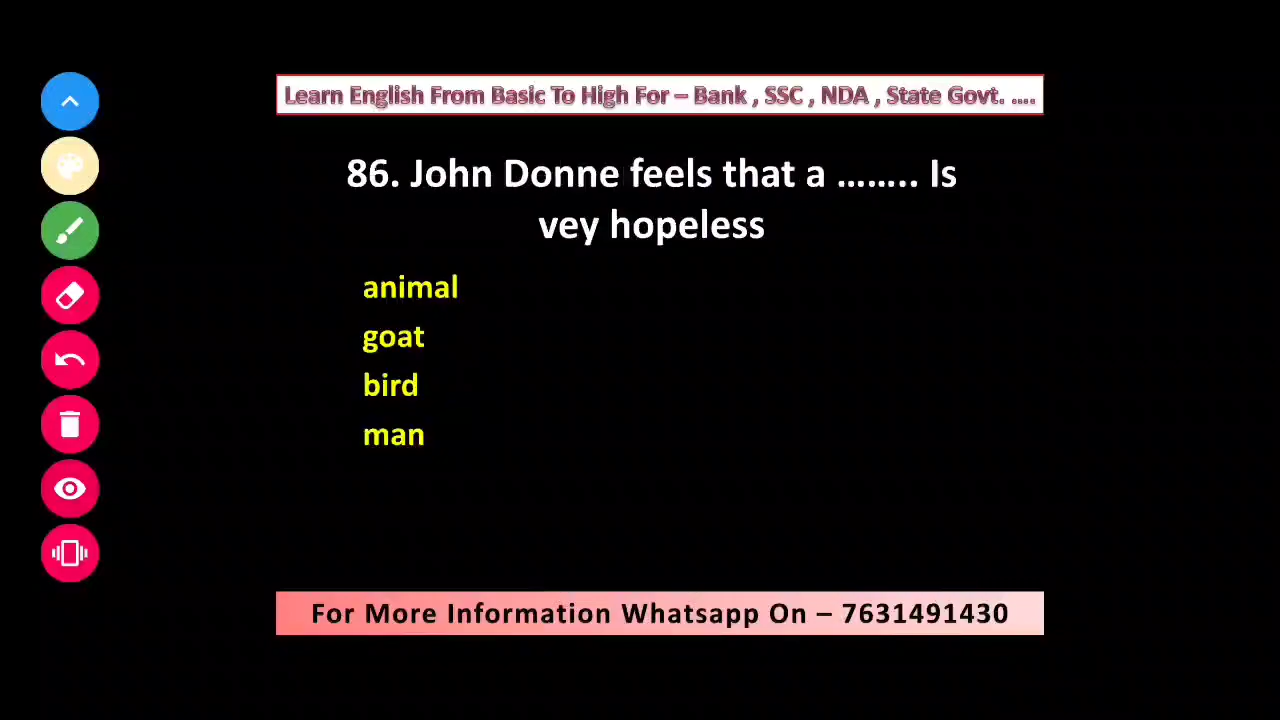 Learn English From Basic To High For – Bank , SSC , NDA , State Govt. ....
86. John Donne feels that a …….. Is
vey hopeless
animal
goat
bird
man
For More Information Whatsapp On – 7631491430